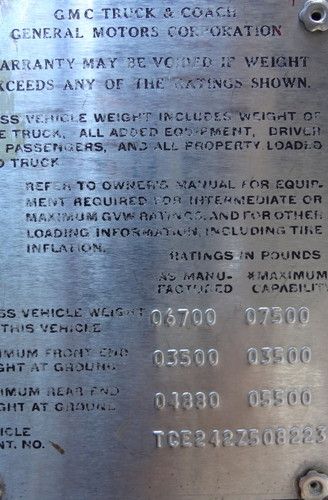 GMC TRUCK & COACH
GENERAL MOTORS CORPORATION
ARRANTY MAY BE VOIDED IF WEIGHT
XCEEDS ANY OF THE RATINGS SHOWN.
SS VEHICLE WEIGHT INCLUDES WEIGHT OF
E TRUCK, ALL ADDED EQUIPMENT, DRIVER
PASSENGERS, AND ALL PROPERTY LOADED
O TRUCK
REFER TO OWNER'S MANUAL FOR EQUIP-
MENT REQUIRED FOR INTERMEDIATE OR
MAXIMUM GVW RATINGS, AND FOR OTHER
LOADING INFORMATION, INCLUDING TIRE
INFLATION.
RATINGS IN POUNDS
AS MANU- *MAXIMUM
FACTURED CAPABILITY
SS VEHICLE WEIGHT 06700 07500
THIS VEHICLE
IMUM FRONT END 03500 03500
GHT AT GROUND
IMUM REAR END 04880 05500
GHT AT GROUND
ICLE TCE242Z508223
NT. NO.